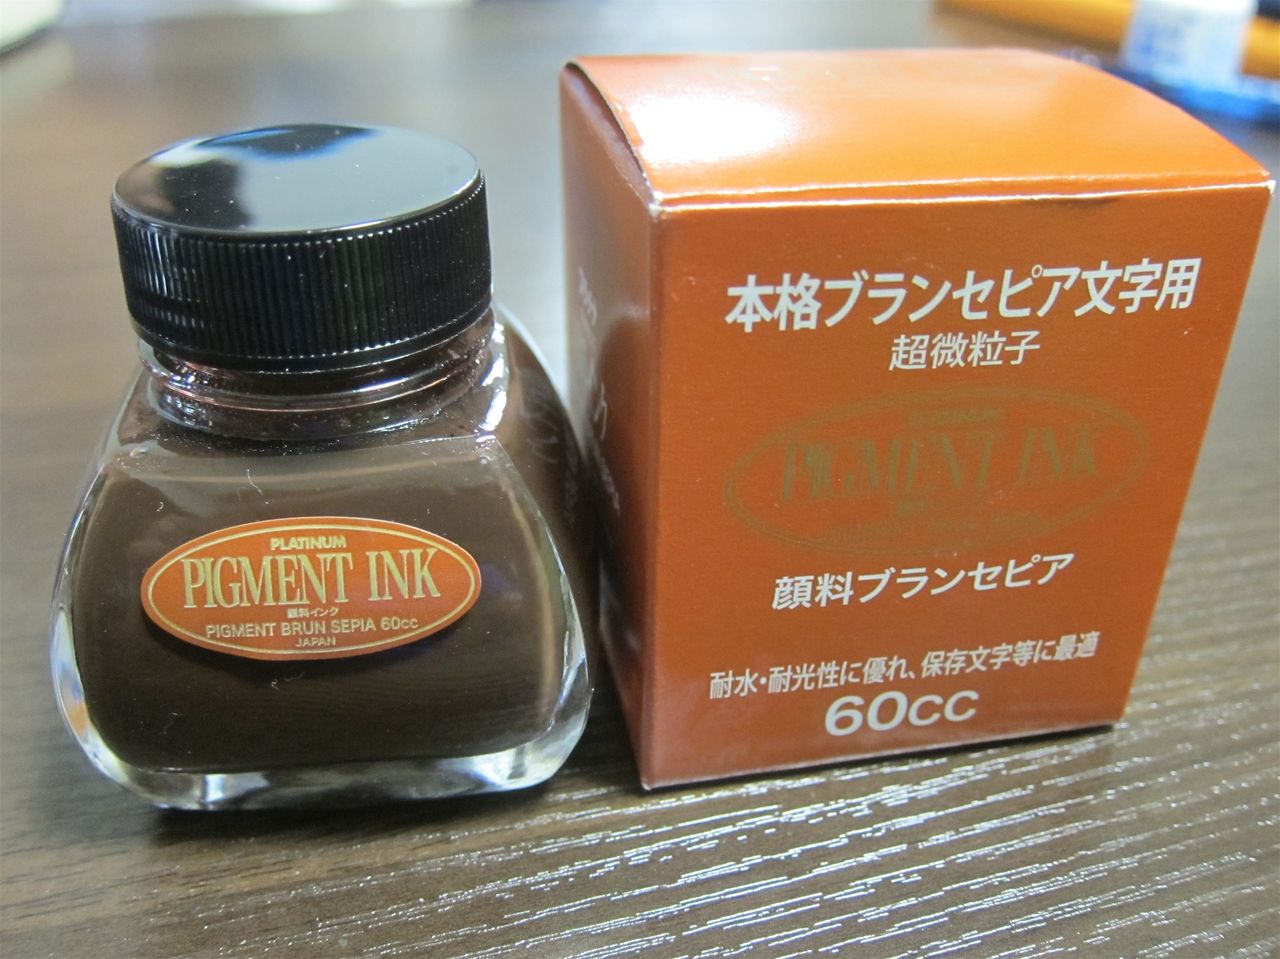 PLATINUM
PIGMENT INK
顔料インク
PIGMENT BRUN SEPIA 60cc
JAPAN
本格ブランセピア文字用
超微粒子
PLATINUM
PIGMENT INK
顔料ブランセピア
耐水・耐光性に優れ、保存文字等に最適
60cc